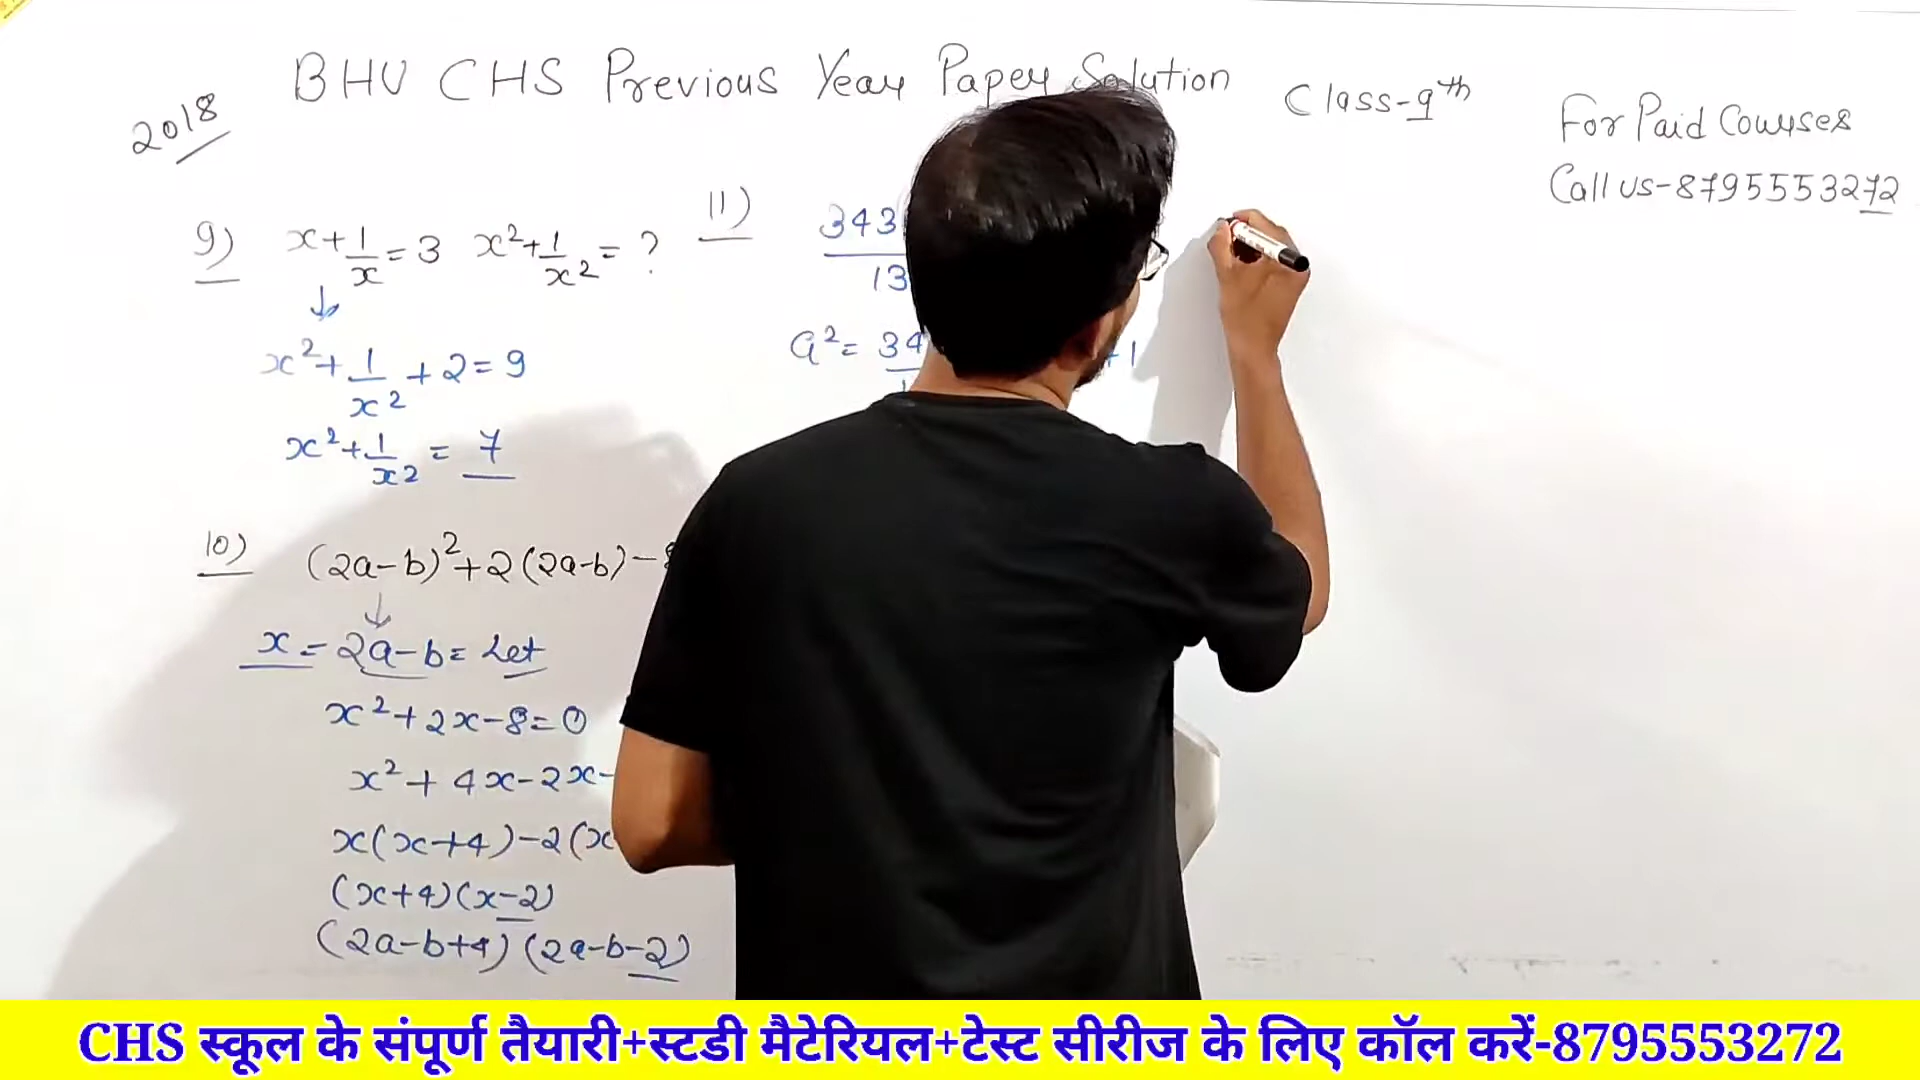 BHU CHS Previous Year Paper Solution
Class-9th
2018
For Paid Courses
Call us-8795553272
9) x+1/x=3 x²+1/x²= ?
↓
x²+1/x²+2=9
x²+1/x² = 7
10) (2a-b)²+2(2a-b)-
↓
x = 2a-b= Let
x²+2x-8=0
x²+4x-2x-
x(x+4)-2(x
(x+4)(x-2)
(2a-b+4)(2a-b-2)
11) 343
13
a²= 34
+1
CHS स्कूल के संपूर्ण तैयारी+स्टडी मैटेरियल+टेस्ट सीरीज के लिए कॉल करें-8795553272